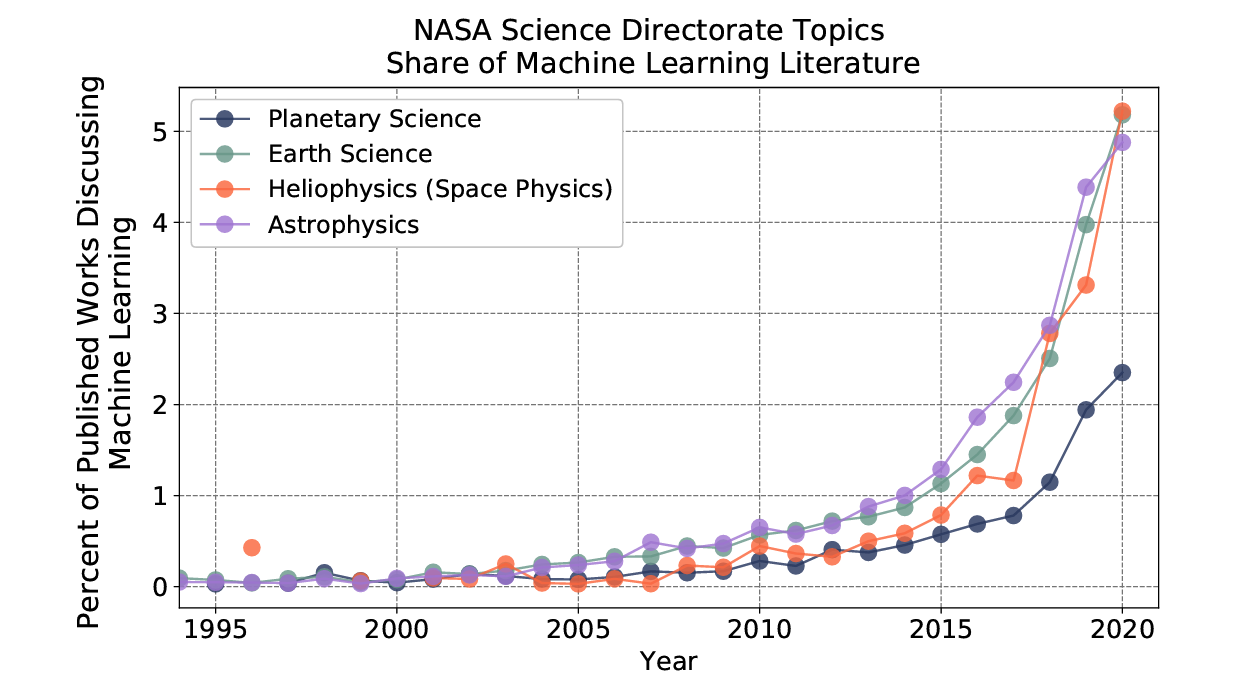 NASA Science Directorate Topics
Share of Machine Learning Literature
Percent of Published Works Discussing
Machine Learning
Planetary Science
Earth Science
Heliophysics (Space Physics)
Astrophysics
5
4
3
2
1
0
1995 2000 2005 2010 2015 2020
Year